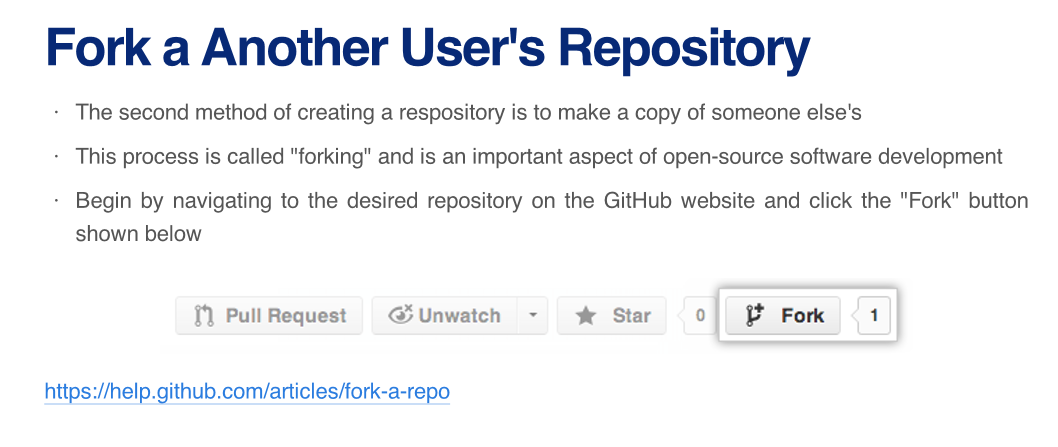 Fork a Another User's Repository
· The second method of creating a respository is to make a copy of someone else's
· This process is called "forking" and is an important aspect of open-source software development
· Begin by navigating to the desired repository on the GitHub website and click the "Fork" button
shown below
Pull Request Unwatch Star 0 Fork 1
https://help.github.com/articles/fork-a-repo